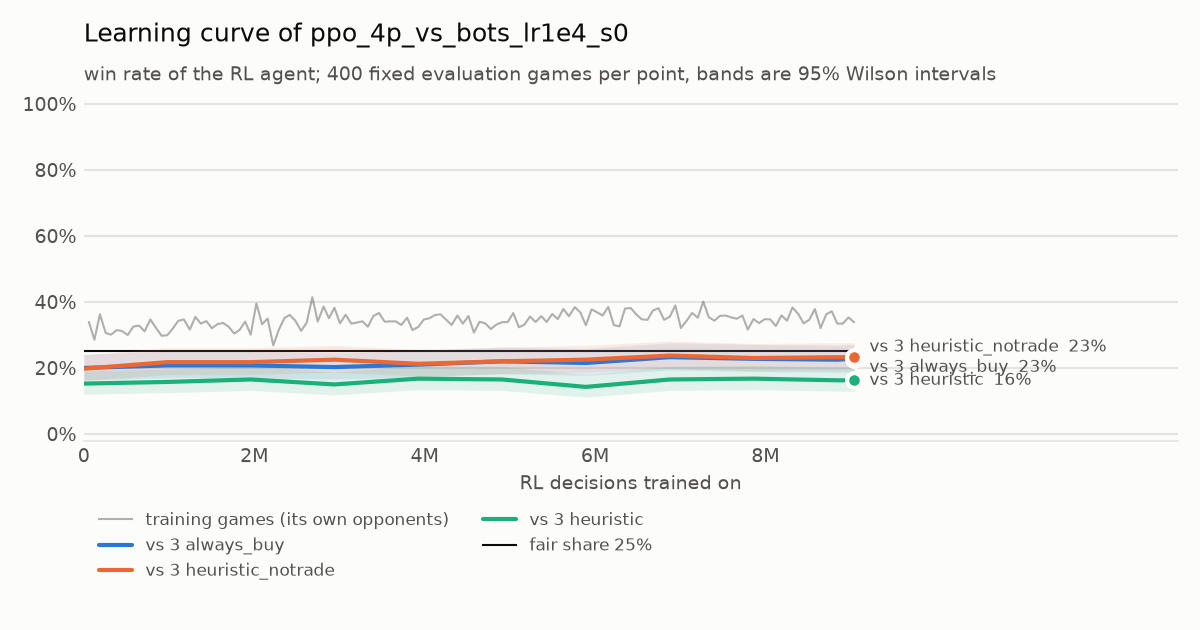 Learning curve of ppo_4p_vs_bots_lr1e4_s0
win rate of the RL agent; 400 fixed evaluation games per point, bands are 95% Wilson intervals
100%
80%
60%
40%
20%
0%
vs 3 heuristic_notrade 23%
vs 3 always_buy 23%
vs 3 heuristic 16%
0 2M 4M 6M 8M
RL decisions trained on
training games (its own opponents)
vs 3 always_buy
vs 3 heuristic_notrade
vs 3 heuristic
fair share 25%